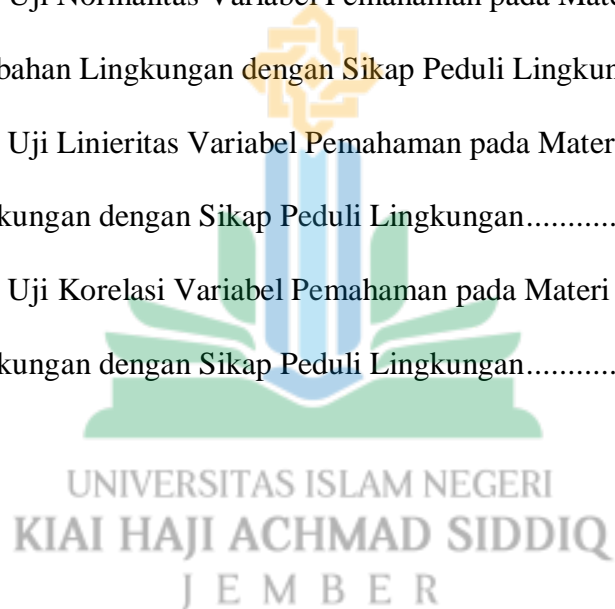 Uji Normalitas Variabel Pemahaman pada Mate
bahan Lingkungan dengan Sikap Peduli Lingkun
Uji Linieritas Variabel Pemahaman pada Mater
kungan dengan Sikap Peduli Lingkungan............
Uji Korelasi Variabel Pemahaman pada Materi
kungan dengan Sikap Peduli Lingkungan............
UNIVERSITAS ISLAM NEGERI
KIAI HAJI ACHMAD SIDDIQ
J E M B E R